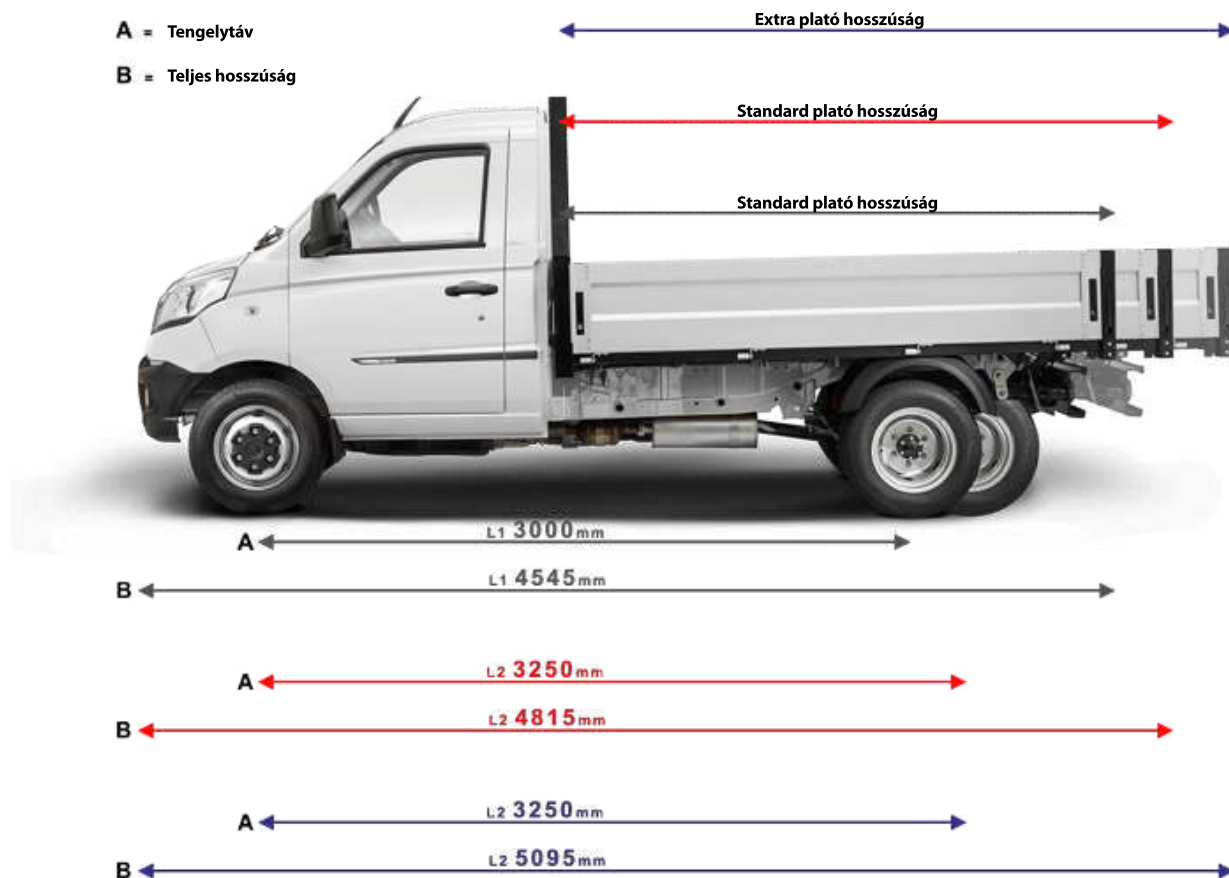 A = Tengelytáv
B = Teljes hosszúság
Extra plató hosszúság
Standard plató hosszúság
Standard plató hosszúság
A L1 3000mm
B L1 4545mm
A L2 3250mm
B L2 4815mm
A L2 3250mm
B L2 5095mm